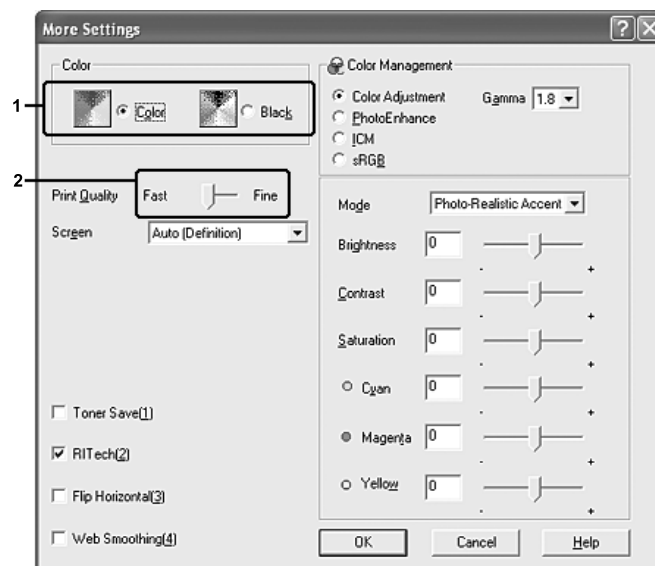 More Settings
Color
1
Color
Black
2
Print Quality
Fast
Fine
Screen
Auto (Definition)
Toner Save(1)
RITech(2)
Flip Horizontal(3)
Web Smoothing(4)
Color Management
Color Adjustment
PhotoEnhance
ICM
sRGB
Gamma
1.8
Mode
Photo-Realistic Accent
Brightness
0
- +
Contrast
0
- +
Saturation
0
- +
Cyan
0
- +
Magenta
0
- +
Yellow
0
- +
OK
Cancel
Help